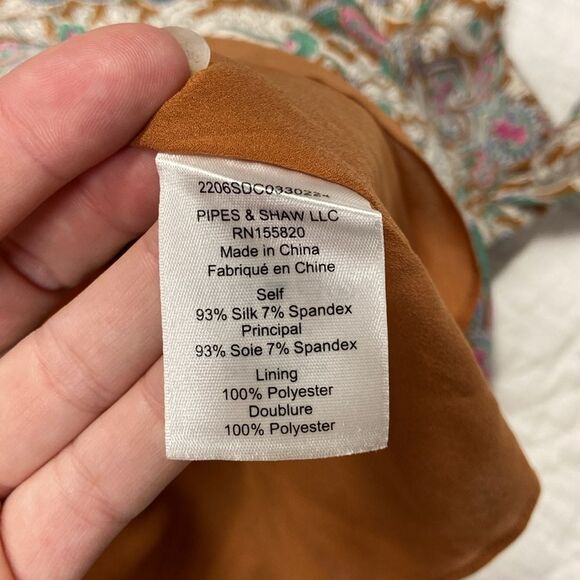 2206SDC0330224
PIPES & SHAW LLC
RN155820
Made in China
Fabriqué en Chine
Self
93% Silk 7% Spandex
Principal
93% Soie 7% Spandex
Lining
100% Polyester
Doublure
100% Polyester